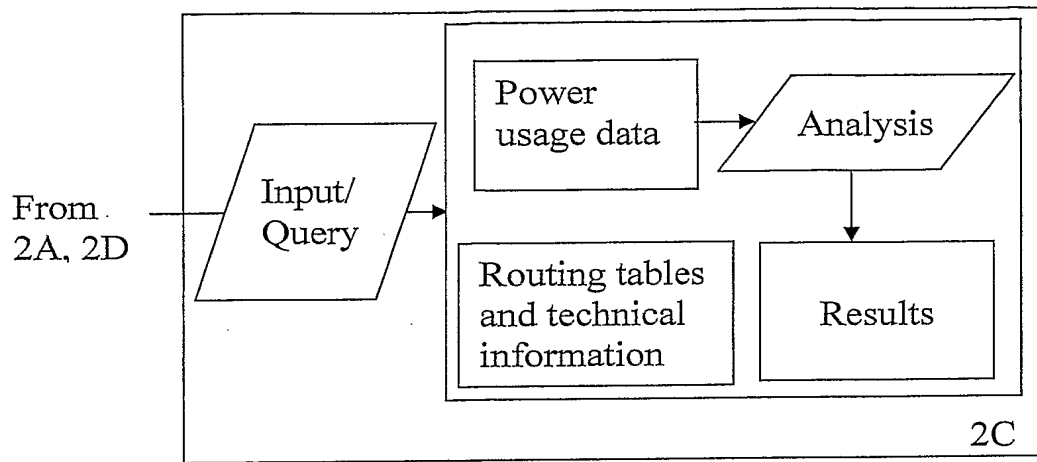 From
2A, 2D
Input/
Query
Power
usage data
Analysis
Routing tables
and technical
information
Results
2C